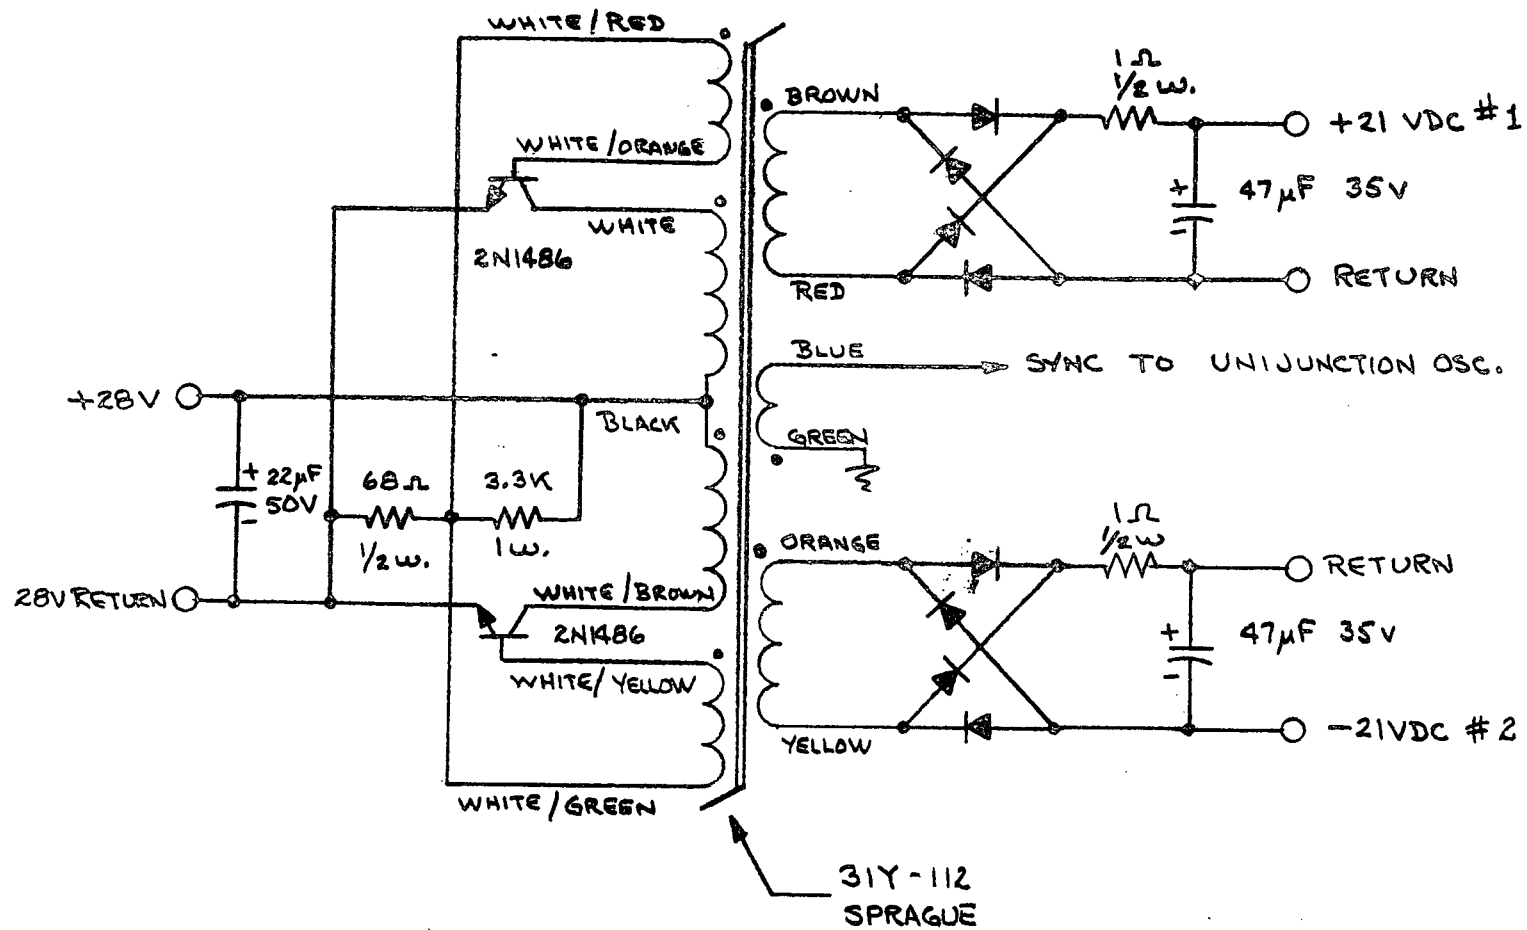 WHITE/RED
WHITE/ORANGE
2N1486
WHITE
+28V
BLACK
+ 22µF
50V
-
68Ω
1/2 W.
3.3K
1W.
28V RETURN
WHITE/BROWN
2N1486
WHITE/YELLOW
WHITE/GREEN
BROWN
RED
1Ω
1/2 W.
+21 VDC #1
+
-
47µF 35V
RETURN
BLUE
SYNC TO UNIJUNCTION OSC.
GREEN
ORANGE
YELLOW
1Ω
1/2 W
RETURN
+
-
47µF 35V
-21VDC #2
31Y-112
SPRAGUE